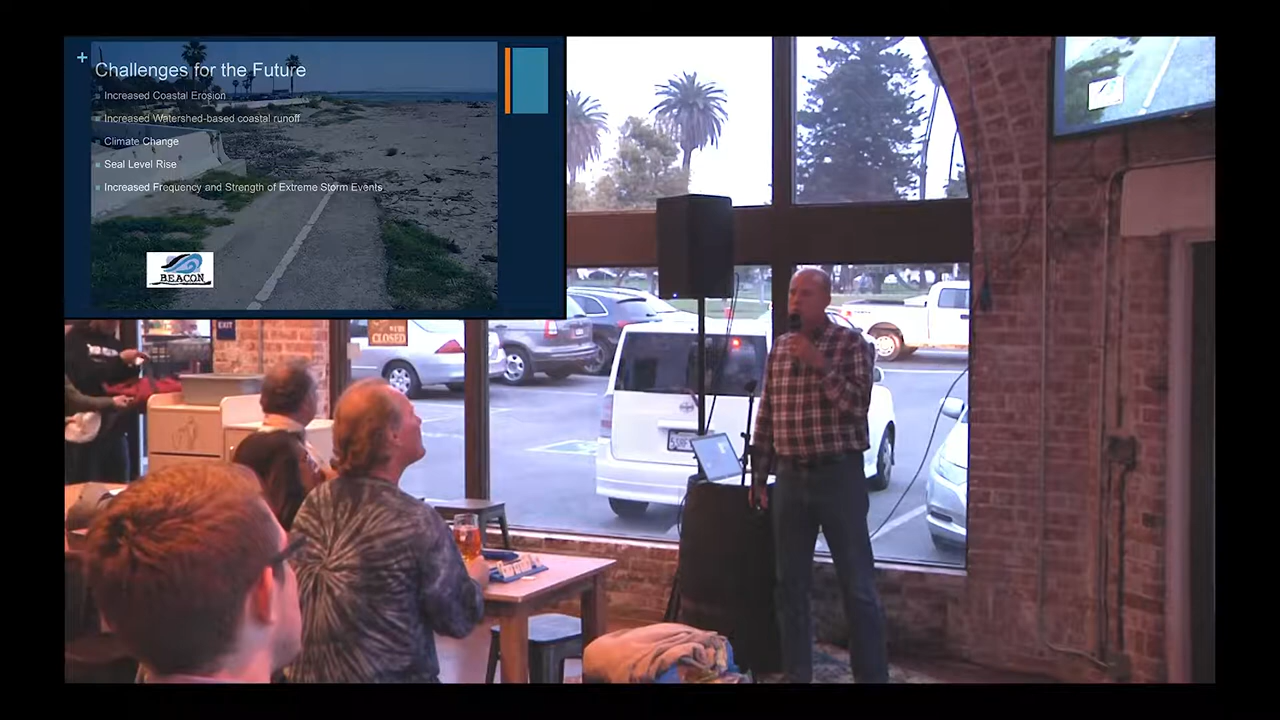 Challenges for the Future
Increased Coastal Erosion
Increased Watershed-based coastal runoff
Climate Change
Seal Level Rise
Increased Frequency and Strength of Extreme Storm Events
BEACON
EXIT
CLOSED